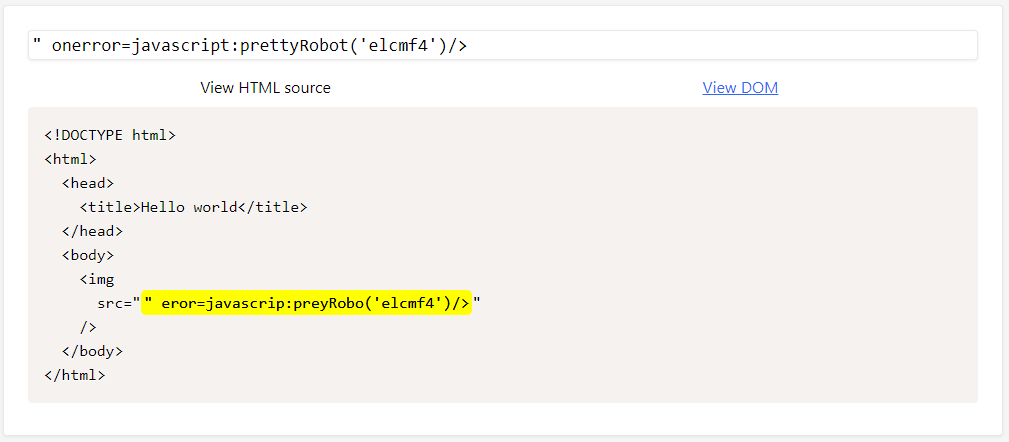 " onerror=javascript:prettyRobot('elcmf4')/>
View HTML source View DOM
<!DOCTYPE html>
<html>
<head>
<title>Hello world</title>
</head>
<body>
<img
src="" eror=javascrip:preyRobo('elcmf4')/>"
/>
</body>
</html>